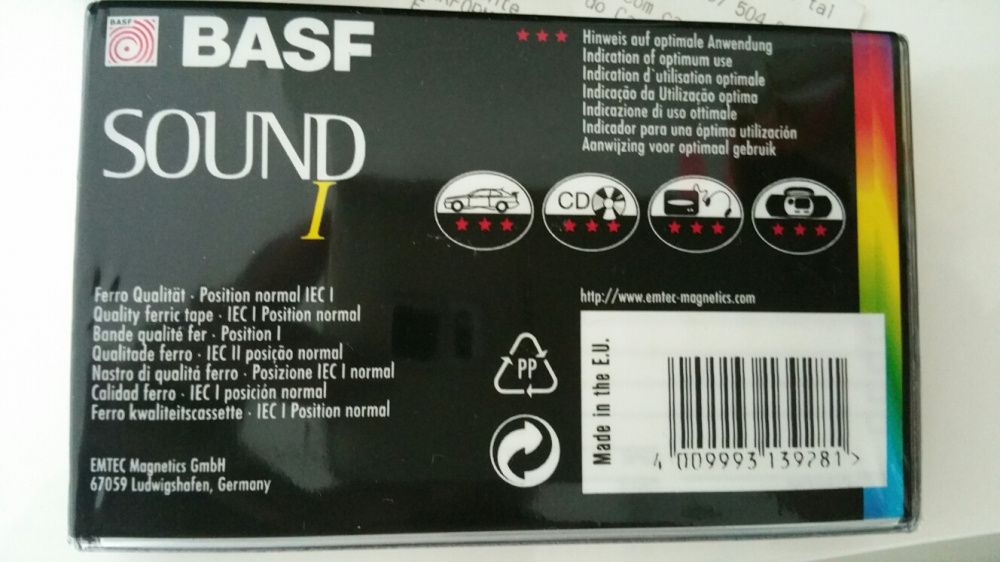 BASF
BASF
SOUND
I
★★★ Hinweis auf optimale Anwendung
Indication of optimum use
Indication d`utilisation optimale
Indicação da Utilização optima
Indicazione di uso ottimale
Indicador para una óptima utilización
Aanwijzing voor optimaal gebruik
★★★
CD ★★★
★★★
★★★
Ferro Qualität · Position normal IEC I
Quality ferric tape · IEC I Position normal
Bande qualité fer · Position I
Qualitade ferro · IEC II posição normal
Nastro di qualitá ferro · Posizione IEC I normal
Calidad ferro · IEC I posición normal
Ferro kwaliteitscassette · IEC I Position normal
EMTEC Magnetics GmbH
67059 Ludwigshafen, Germany
PP
http://www.emtec-magnetics.com
Made in the E.U.
4 009993 139281 >